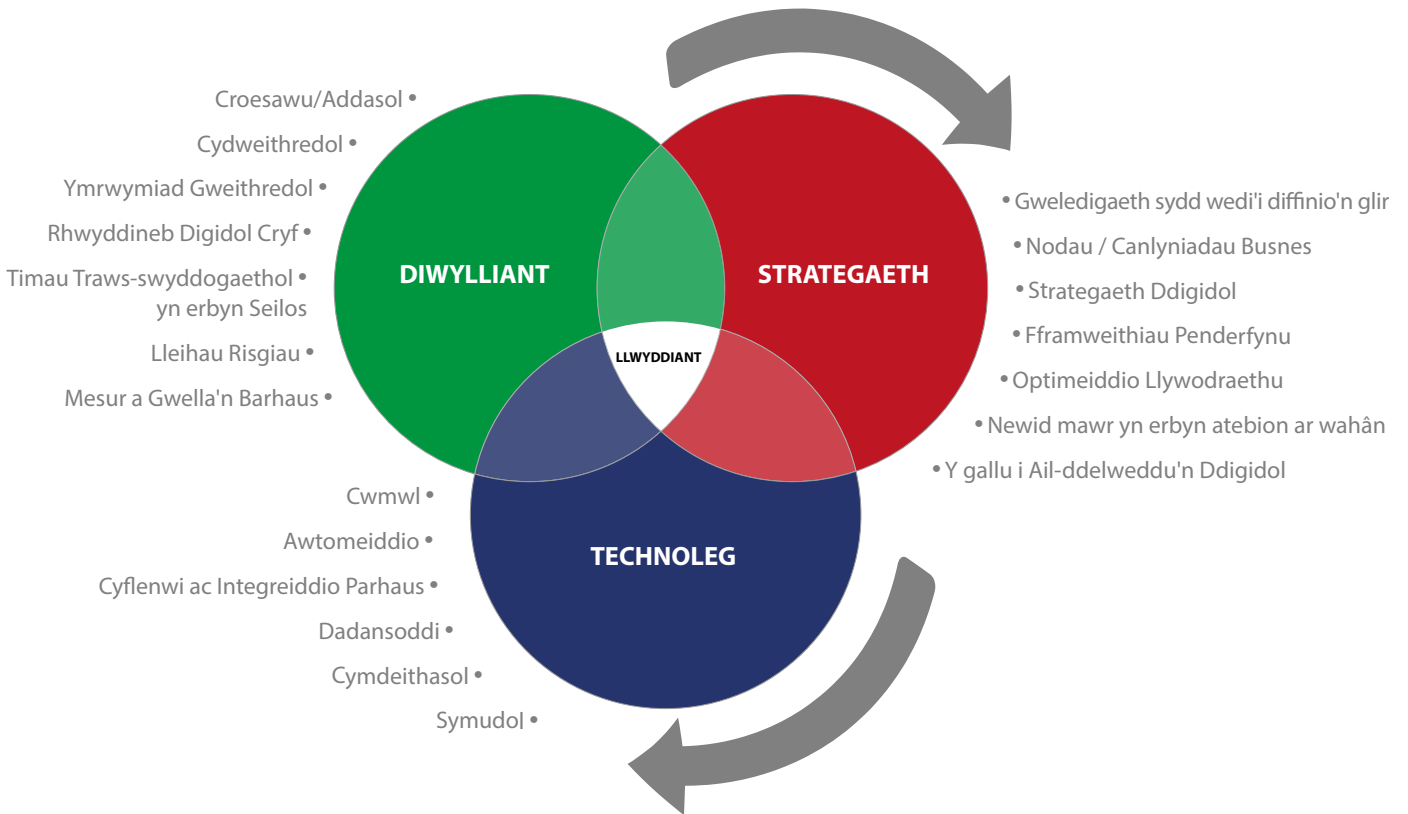 Croesawu/Addasol •
Cydweithredol •
Ymrwymiad Gweithredol •
Rhwyddineb Digidol Cryf •
Timau Traws-swyddogaethol •
yn erbyn Seilos
Lleihau Risgiau •
Mesur a Gwella'n Barhaus •
DIWYLLIANT
STRATEGAETH
LLWYDDIANT
TECHNOLEG
• Gweledigaeth sydd wedi'i diffinio'n glir
• Nodau / Canlyniadau Busnes
• Strategaeth Ddigidol
• Fframweithiau Penderfynu
• Optimeiddio Llywodraethu
• Newid mawr yn erbyn atebion ar wahân
• Y gallu i Ail-ddelweddu'n Ddigidol
Cwmwl •
Awtomeiddio •
Cyflenwi ac Integreiddio Parhaus •
Dadansoddi •
Cymdeithasol •
Symudol •